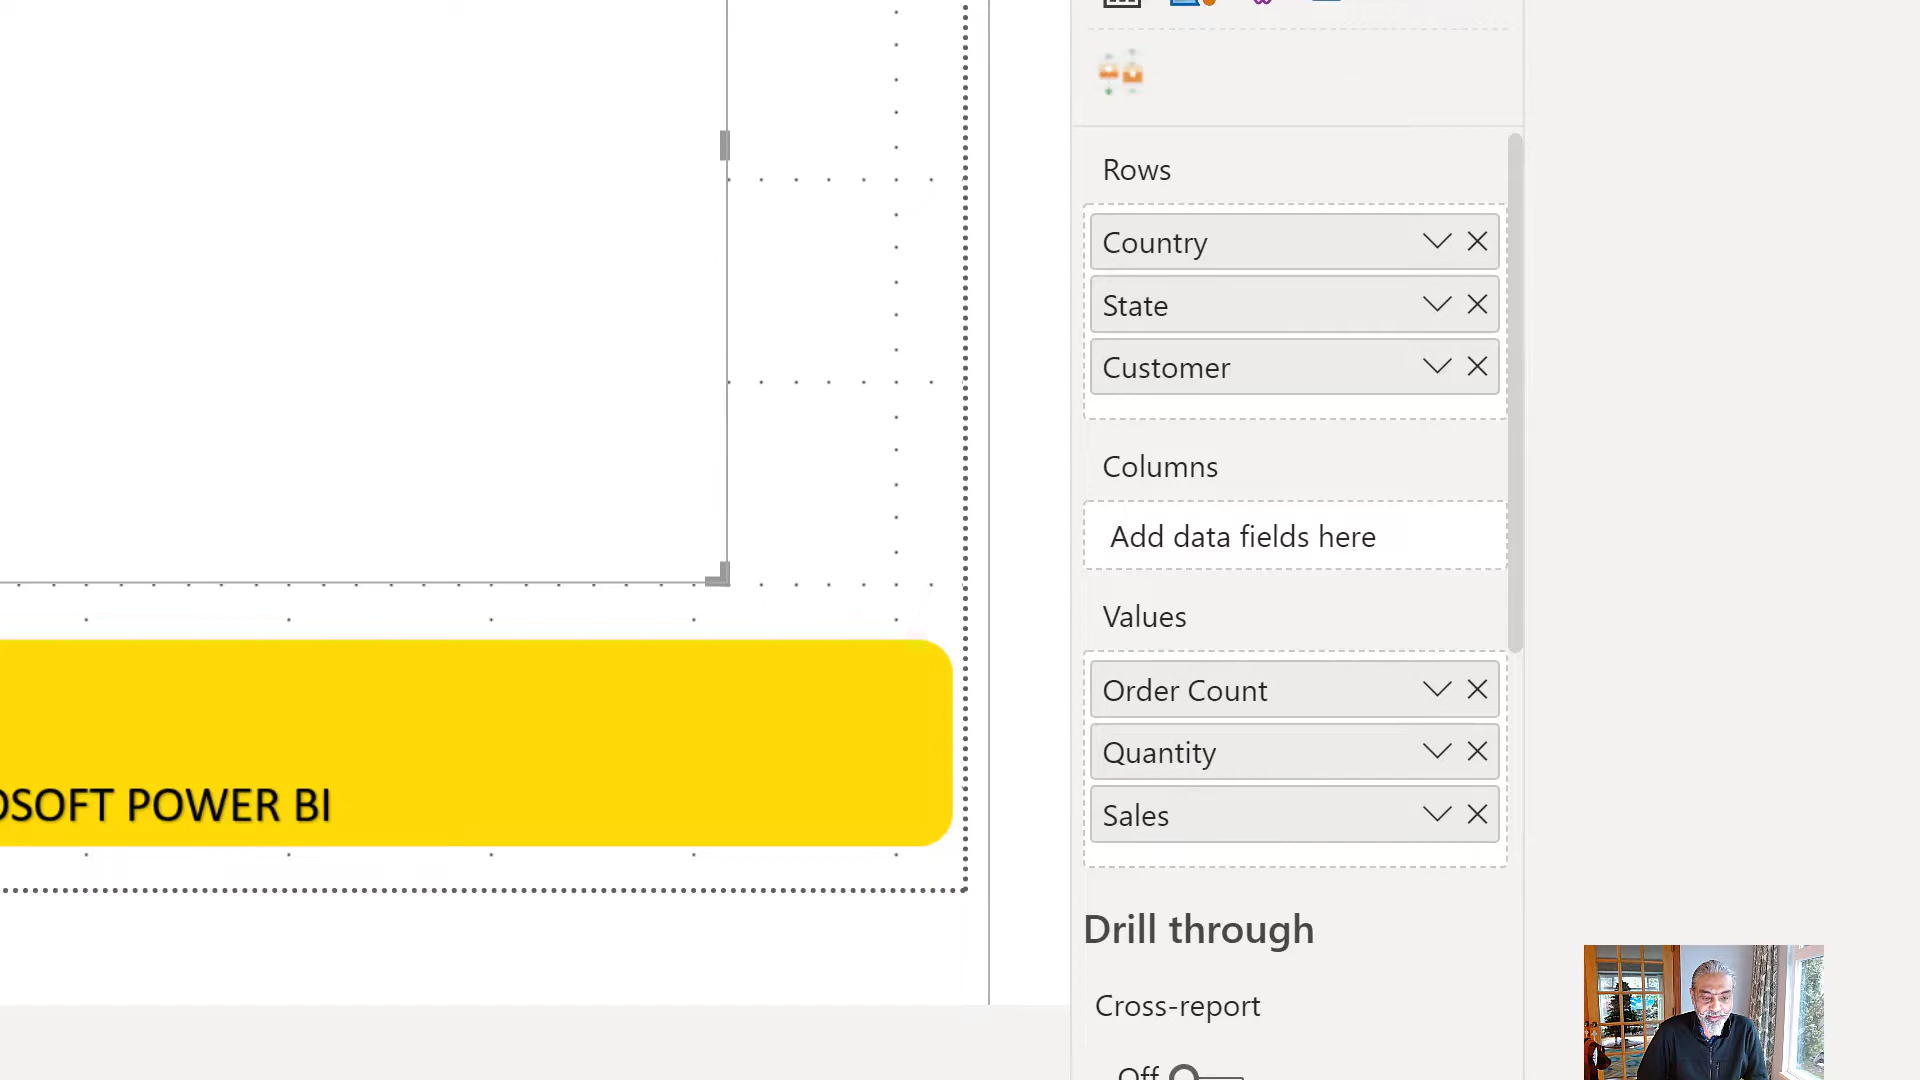 Rows
Country
State
Customer
Columns
Add data fields here
Values
Order Count
Quantity
Sales
OSOFT POWER BI
Drill through
Cross-report
Off